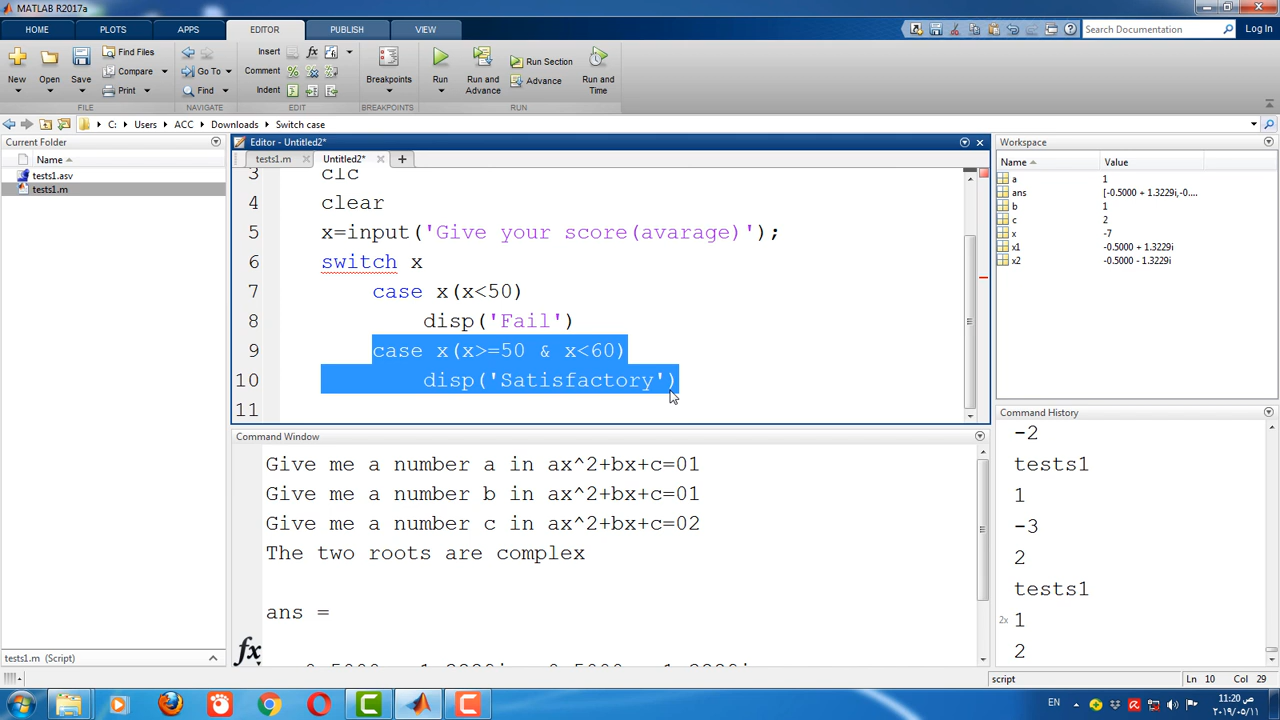 MATLAB R2017a
HOME PLOTS APPS EDITOR PUBLISH VIEW
Search Documentation
Log In
New Open Save
Find Files
Compare
Print
Go To
Find
Insert
Comment
Indent
fx
Breakpoints
Run
Run and Advance
Run Section
Advance
Run and Time
FILE NAVIGATE EDIT BREAKPOINTS RUN
C: Users ACC Downloads Switch case
Current Folder
Name
tests1.asv
tests1.m
tests1.m (Script)
Editor - Untitled2*
tests1.m Untitled2*
3 clc
4 clear
5 x=input('Give your score(avarage)');
6 switch x
7 case x(x<50)
8 disp('Fail')
9 case x(x>=50 & x<60)
10 disp('Satisfactory')
11
Command Window
Give me a number a in ax^2+bx+c=01
Give me a number b in ax^2+bx+c=01
Give me a number c in ax^2+bx+c=02
The two roots are complex
ans =
fx
Workspace
Name Value
a 1
ans [-0.5000 + 1.3229i,-0....
b 1
c 2
x -7
x1 -0.5000 + 1.3229i
x2 -0.5000 - 1.3229i
Command History
-2
tests1
1
-3
2
tests1
2x 1
2
script Ln 10 Col 29
EN
11:20 ص
٢٠١٩/٠٥/١١